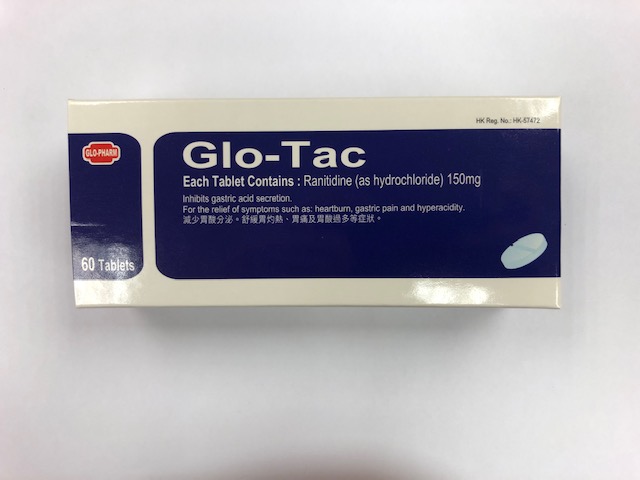 HK Reg. No.: HK-57472
GLO-PHARM
Glo-Tac
Each Tablet Contains : Ranitidine (as hydrochloride) 150mg
Inhibits gastric acid secretion.
For the relief of symptoms such as: heartburn, gastric pain and hyperacidity.
減少胃酸分泌。舒緩胃灼熱、胃痛及胃酸過多等症狀。
60 Tablets